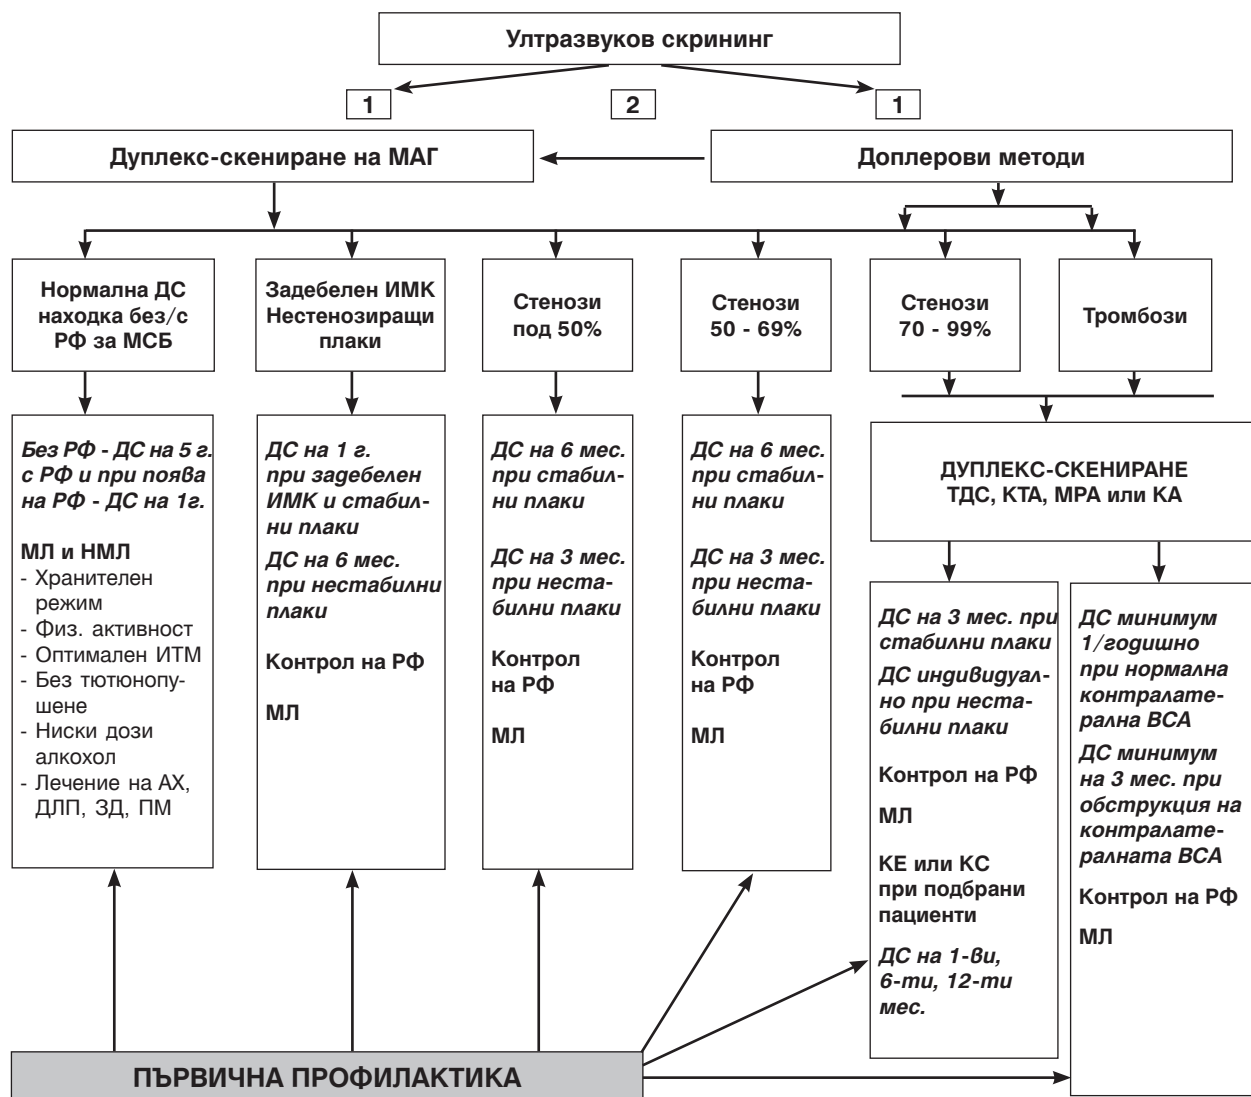 Ултразвуков скрининг
1
2
1
Дуплекс-скениране на МАГ
Доплерови методи
Нормална ДС
находка без/с
РФ за МСБ
Задебелен ИМК
Нестенозиращи
плаки
Стенози
под 50%
Стенози
50 - 69%
Стенози
70 - 99%
Тромбози
Без РФ - ДС на 5 г.
с РФ и при поява
на РФ - ДС на 1г.
МЛ и НМЛ
- Хранителен
режим
- Физ. активност
- Оптимален ИТМ
- Без тютюнопу-
шене
- Ниски дози
алкохол
- Лечение на АХ,
ДЛП, ЗД, ПМ
ДС на 1 г.
при задебелен
ИМК и стабил-
ни плаки
ДС на 6 мес.
при нестабилни
плаки
Контрол на РФ
МЛ
ДС на 6 мес.
при стабил-
ни плаки
ДС на 3 мес.
при неста-
билни плаки
Контрол
на РФ
МЛ
ДС на 6 мес.
при стабил-
ни плаки
ДС на 3 мес.
при неста-
билни плаки
Контрол
на РФ
МЛ
ДУПЛЕКС-СКЕНИРАНЕ
ТДС, КТА, МРА или КА
ДС на 3 мес. при
стабилни плаки
ДС индивидуал-
но при неста-
билни плаки
Контрол на РФ
МЛ
КЕ или КС
при подбрани
пациенти
ДС на 1-ви,
6-ти, 12-ти
мес.
ДС минимум
1/годишно
при нормална
контралате-
рална ВСА
ДС минимум
на 3 мес. при
обструкция на
контралате-
ралната ВСА
Контрол на РФ
МЛ
ПЪРВИЧНА ПРОФИЛАКТИКА